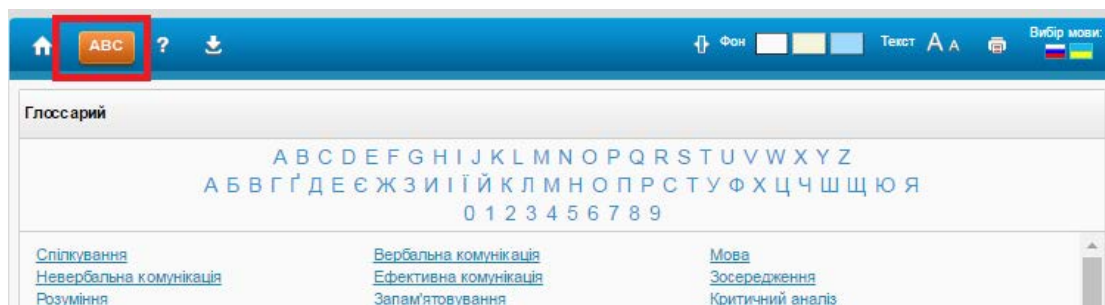 Вибір мови:
ABC ? Фон Текст A A
Глоссарий
A B C D E F G H I J K L M N O P Q R S T U V W X Y Z
А Б В Г Ґ Д Е Є Ж З И І Ї Й К Л М Н О П Р С Т У Ф Х Ц Ч Ш Щ Ю Я
0 1 2 3 4 5 6 7 8 9
Спілкування Вербальна комунікація Мова
Невербальна комунікація Ефективна комунікація Зосередження
Розуміння Запам'ятовування Критичний аналіз